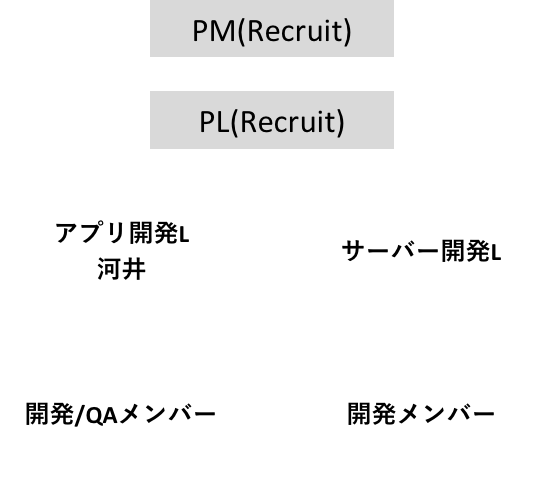 PM(Recruit)
PL(Recruit)
アプリ開発L
河井
サーバー開発L
開発/QAメンバー
開発メンバー